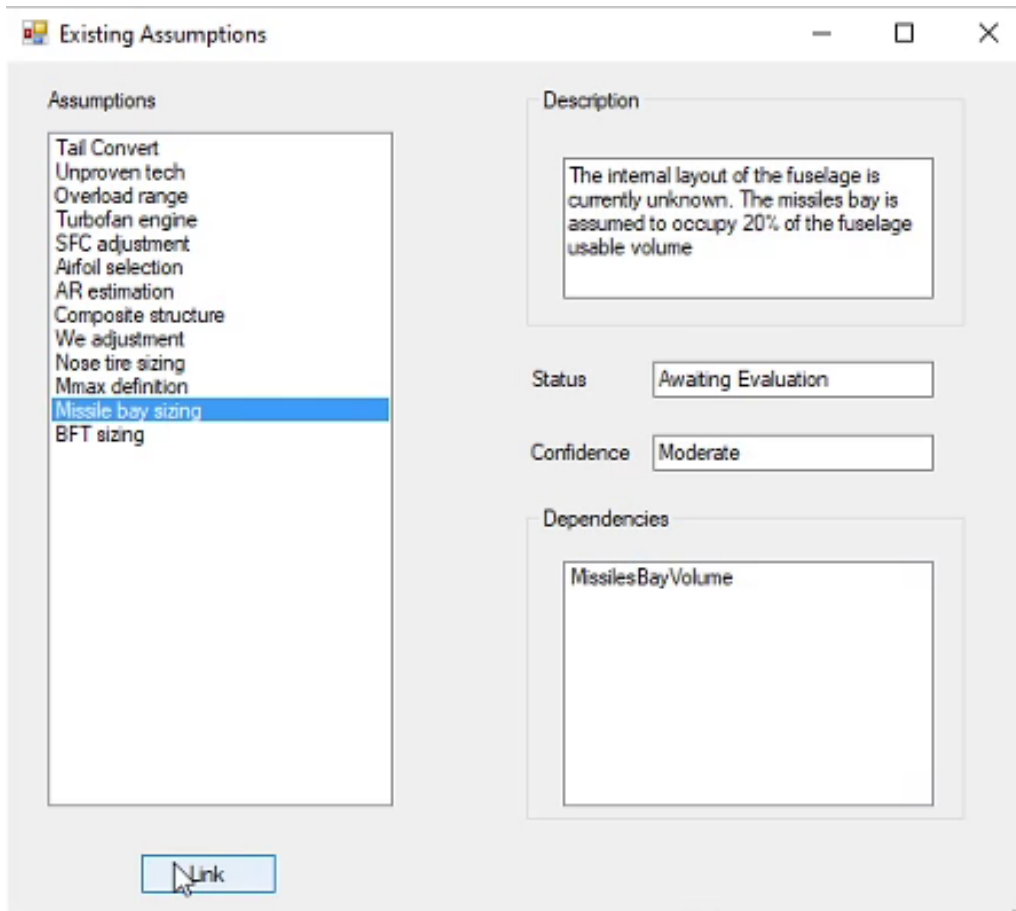 Existing Assumptions
Assumptions
Tail Convert
Unproven tech
Overload range
Turbofan engine
SFC adjustment
Airfoil selection
AR estimation
Composite structure
We adjustment
Nose tire sizing
Mmax definition
Missile bay sizing
BFT sizing
Link
Description
The internal layout of the fuselage is
currently unknown. The missiles bay is
assumed to occupy 20% of the fuselage
usable volume
Status
Awaiting Evaluation
Confidence
Moderate
Dependencies
MissilesBayVolume